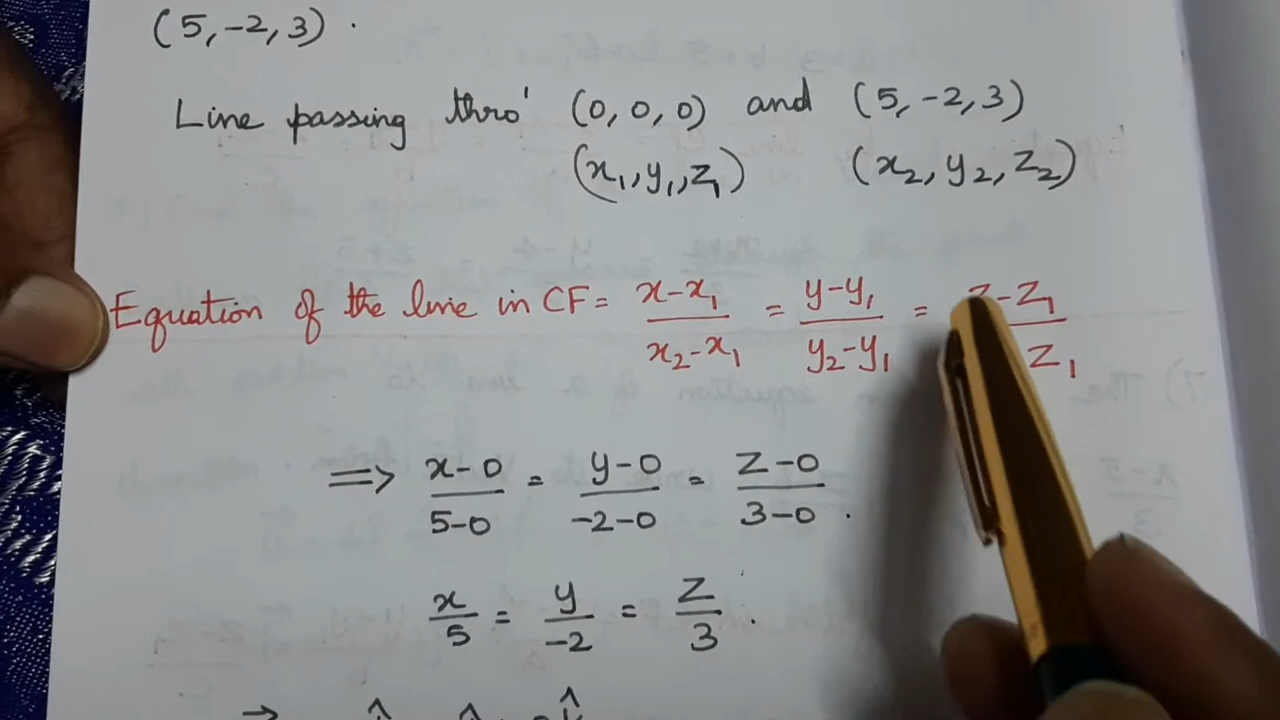 (5, -2, 3) .
Line passing thro' (0, 0, 0) and (5, -2, 3)
(x₁, y₁, z₁) (x₂, y₂, z₂)
Equation of the line in CF = x-x₁/x₂-x₁ = y-y₁/y₂-y₁ = z-z₁/ z₁
=> x-0/5-0 = y-0/-2-0 = z-0/3-0 .
x/5 = y/-2 = z/3 .